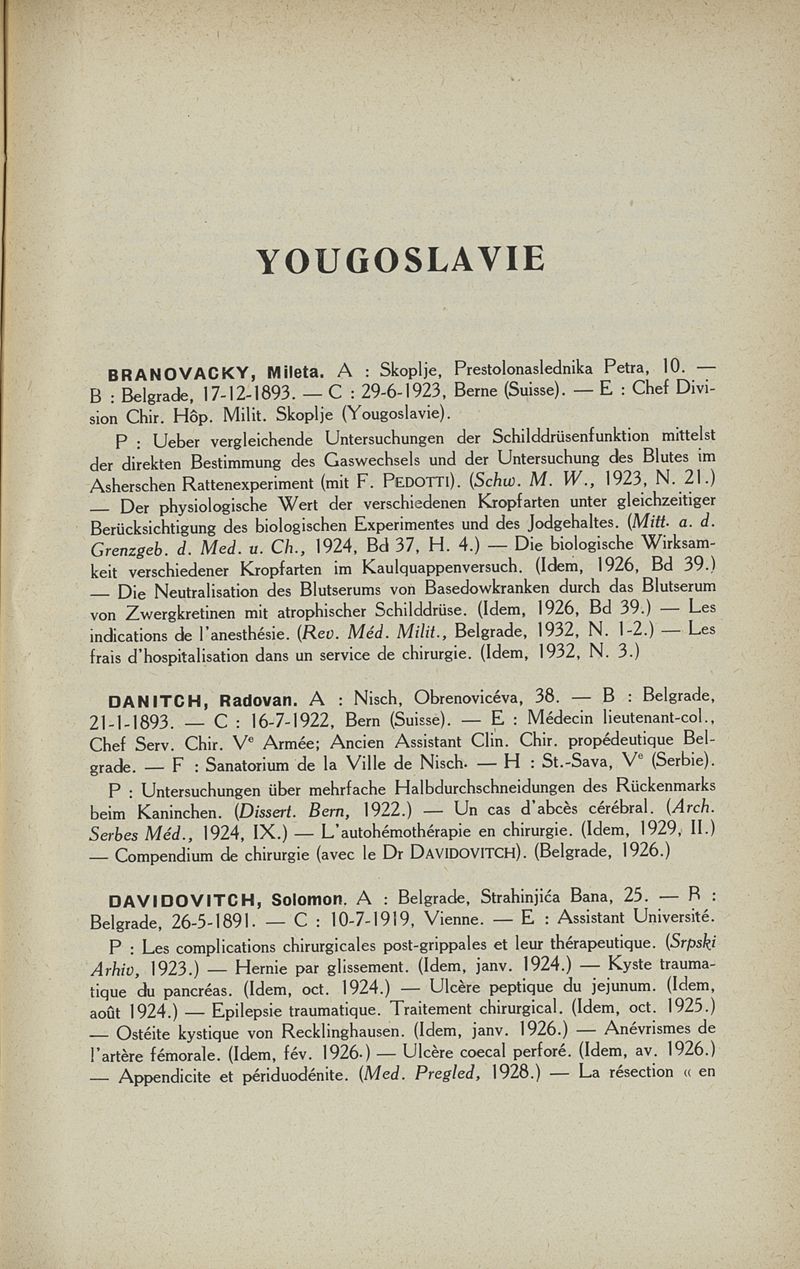 YOUGOSLAVIE
BRANOVACKY, Mileta. A : Skoplje, Prestolonaslednika Petra, 10. —
B : Belgrade, 17-12-1893. — C : 29-6-1923, Berne (Suisse). — E : Chef Divi-
sion Chir. Hôp. Milit. Skoplje (Yougoslavie).
P : Ueber vergleichende Untersuchungen der Schilddrüsenfunktion mittelst
der direkten Bestimmung des Gaswechsels und der Untersuchung des Blutes im
Asherschen Rattenexperiment (mit F. PEDOTTI). (Schw. M. W., 1923, N. 21.)
— Der physiologische Wert der verschiedenen Kropfarten unter gleichzeitiger
Berücksichtigung des biologischen Experimentes und des Jodgehaltes. (Mitt. a. d.
Grenzgeb. d. Med. u. Ch., 1924, Bd 37, H. 4.) — Die biologische Wirksam-
keit verschiedener Kropfarten im Kaulquappenversuch. (Idem, 1926, Bd 39.)
— Die Neutralisation des Blutserums von Basedowkranken durch das Blutserum
von Zwergkretinen mit atrophischer Schilddrüse. (Idem, 1926, Bd 39.) — Les
indications de l'anesthésie. (Rev. Méd. Milit., Belgrade, 1932, N. 1-2.) — Les
frais d'hospitalisation dans un service de chirurgie. (Idem, 1932, N. 3.)
DANITCH, Radovan. A : Nisch, Obrenovicéva, 38. — B : Belgrade,
21-1-1893. — C : 16-7-1922, Bern (Suisse). — E : Médecin lieutenant-col.,
Chef Serv. Chir. Ve Armée; Ancien Assistant Clin. Chir. propédeutique Bel-
grade. — F : Sanatorium de la Ville de Nisch. — H : St.-Sava, Ve (Serbie).
P : Untersuchungen über mehrfache Halbdurchschneidungen des Rückenmarks
beim Kaninchen. (Dissert. Bern, 1922.) — Un cas d'abcès cérébral. (Arch.
Serbes Méd., 1924, IX.) — L'autohémothérapie en chirurgie. (Idem, 1929, II.)
— Compendium de chirurgie (avec le Dr DAVIDOVITCH). (Belgrade, 1926.)
DAVIDOVITCH, Solomon. A : Belgrade, Strahinjića Bana, 25. — B :
Belgrade, 26-5-1891. — C : 10-7-1919, Vienne. — E : Assistant Université.
P : Les complications chirurgicales post-grippales et leur thérapeutique. (Srpski
Arhiv, 1923.) — Hernie par glissement. (Idem, janv. 1924.) — Kyste trauma-
tique du pancréas. (Idem, oct. 1924.) — Ulcère peptique du jejunum. (Idem,
août 1924.) — Epilepsie traumatique. Traitement chirurgical. (Idem, oct. 1925.)
— Ostéite kystique von Recklinghausen. (Idem, janv. 1926.) — Anévrismes de
l'artère fémorale. (Idem, fév. 1926.) — Ulcère coecal perforé. (Idem, av. 1926.)
— Appendicite et périduodénite. (Med. Pregled, 1928.) — La résection « en